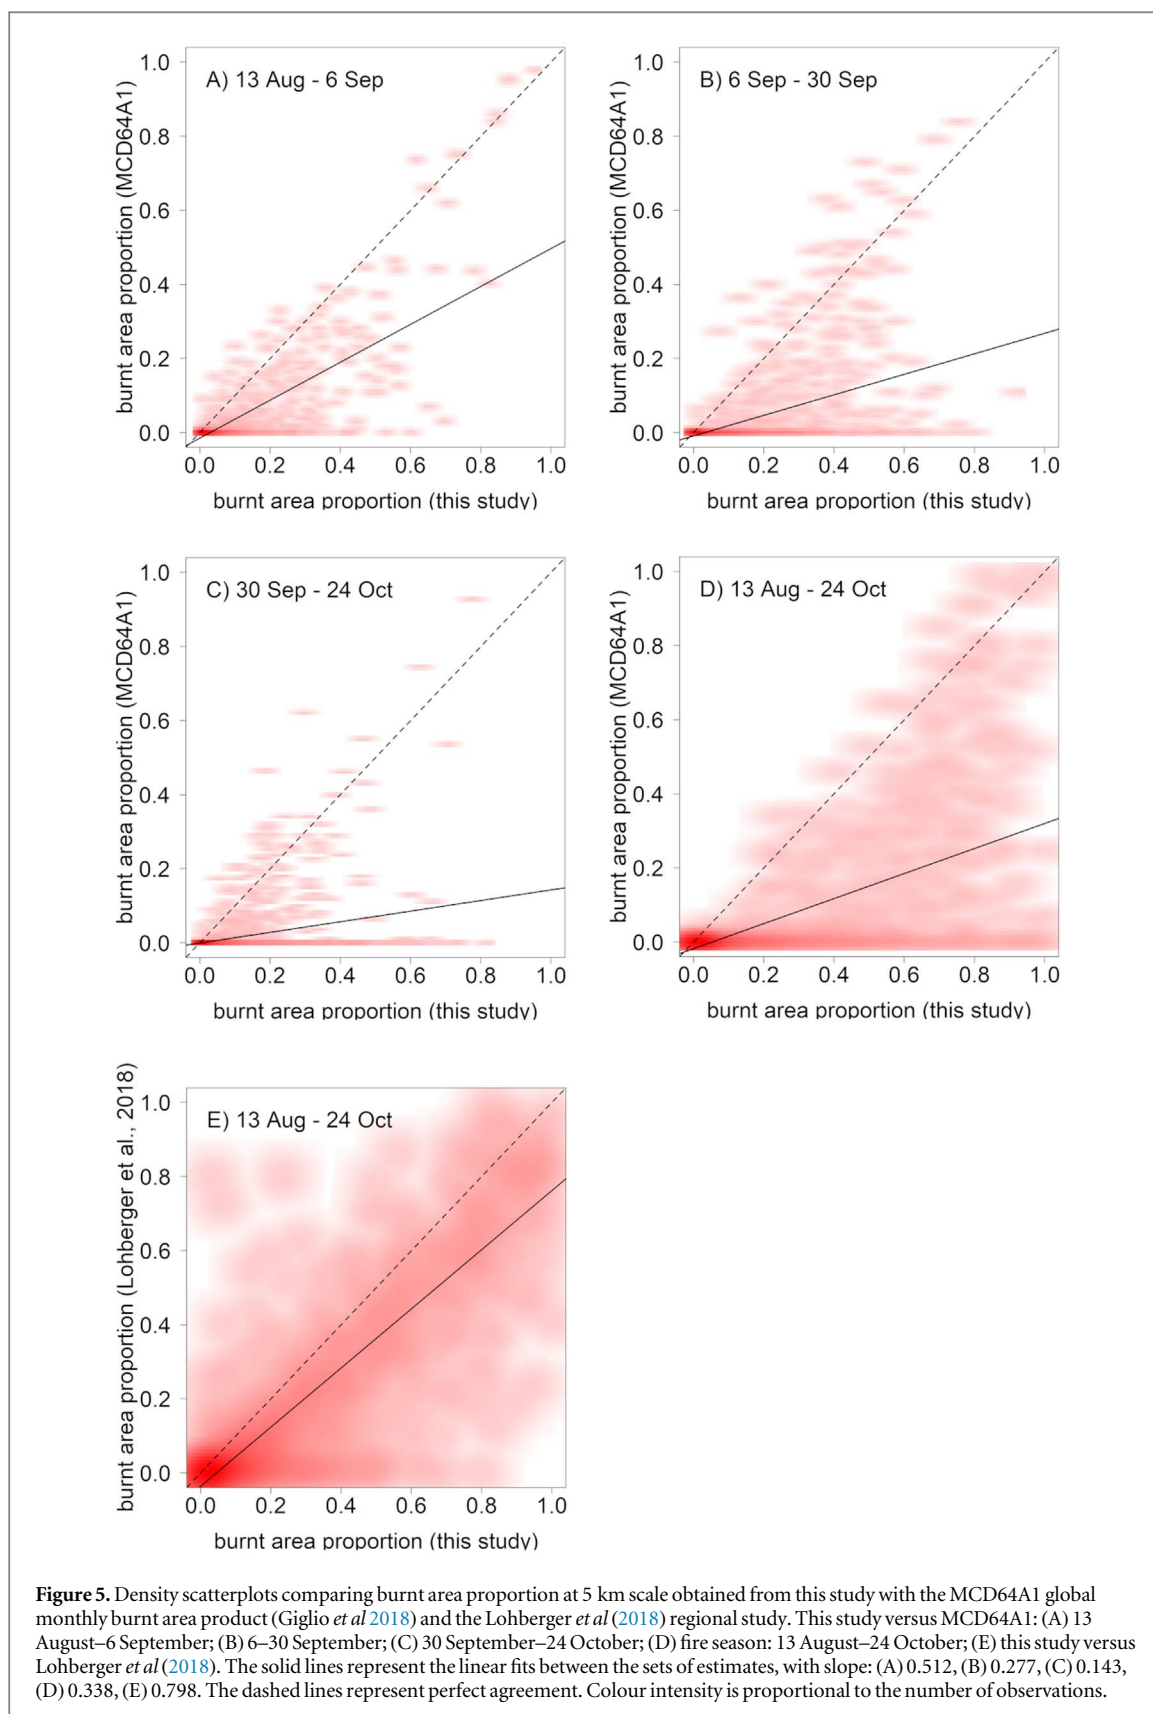 A) 13 Aug - 6 Sep
burnt area proportion (MCD64A1)
1.0
0.8
0.6
0.4
0.2
0.0
0.0 0.2 0.4 0.6 0.8 1.0
burnt area proportion (this study)
B) 6 Sep - 30 Sep
burnt area proportion (MCD64A1)
1.0
0.8
0.6
0.4
0.2
0.0
0.0 0.2 0.4 0.6 0.8 1.0
burnt area proportion (this study)
C) 30 Sep - 24 Oct
burnt area proportion (MCD64A1)
1.0
0.8
0.6
0.4
0.2
0.0
0.0 0.2 0.4 0.6 0.8 1.0
burnt area proportion (this study)
D) 13 Aug - 24 Oct
burnt area proportion (MCD64A1)
1.0
0.8
0.6
0.4
0.2
0.0
0.0 0.2 0.4 0.6 0.8 1.0
burnt area proportion (this study)
E) 13 Aug - 24 Oct
burnt area proportion (Lohberger et al., 2018)
1.0
0.8
0.6
0.4
0.2
0.0
0.0 0.2 0.4 0.6 0.8 1.0
burnt area proportion (this study)
Figure 5. Density scatterplots comparing burnt area proportion at 5 km scale obtained from this study with the MCD64A1 global
monthly burnt area product (Giglio et al 2018) and the Lohberger et al (2018) regional study. This study versus MCD64A1: (A) 13
August–6 September; (B) 6–30 September; (C) 30 September–24 October; (D) fire season: 13 August–24 October; (E) this study versus
Lohberger et al (2018). The solid lines represent the linear fits between the sets of estimates, with slope: (A) 0.512, (B) 0.277, (C) 0.143,
(D) 0.338, (E) 0.798. The dashed lines represent perfect agreement. Colour intensity is proportional to the number of observations.